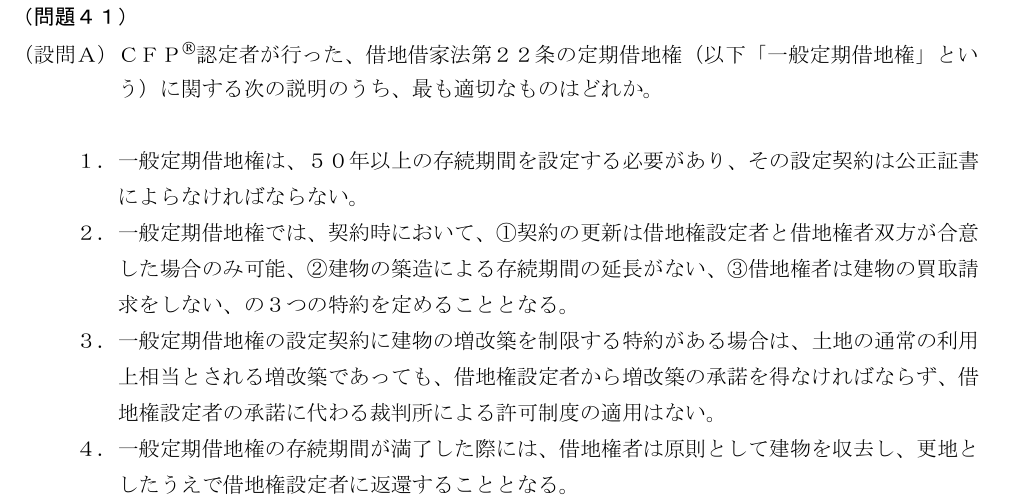 （問題４１）
（設問Ａ）ＣＦＰ®認定者が行った、借地借家法第２２条の定期借地権（以下「一般定期借地権」とい
う）に関する次の説明のうち、最も適切なものはどれか。
１．一般定期借地権は、５０年以上の存続期間を設定する必要があり、その設定契約は公正証書
によらなければならない。
２．一般定期借地権では、契約時において、①契約の更新は借地権設定者と借地権者双方が合意
した場合のみ可能、②建物の築造による存続期間の延長がない、③借地権者は建物の買取請
求をしない、の３つの特約を定めることとなる。
３．一般定期借地権の設定契約に建物の増改築を制限する特約がある場合は、土地の通常の利用
上相当とされる増改築であっても、借地権設定者から増改築の承諾を得なければならず、借
地権設定者の承諾に代わる裁判所による許可制度の適用はない。
４．一般定期借地権の存続期間が満了した際には、借地権者は原則として建物を収去し、更地と
したうえで借地権設定者に返還することとなる。